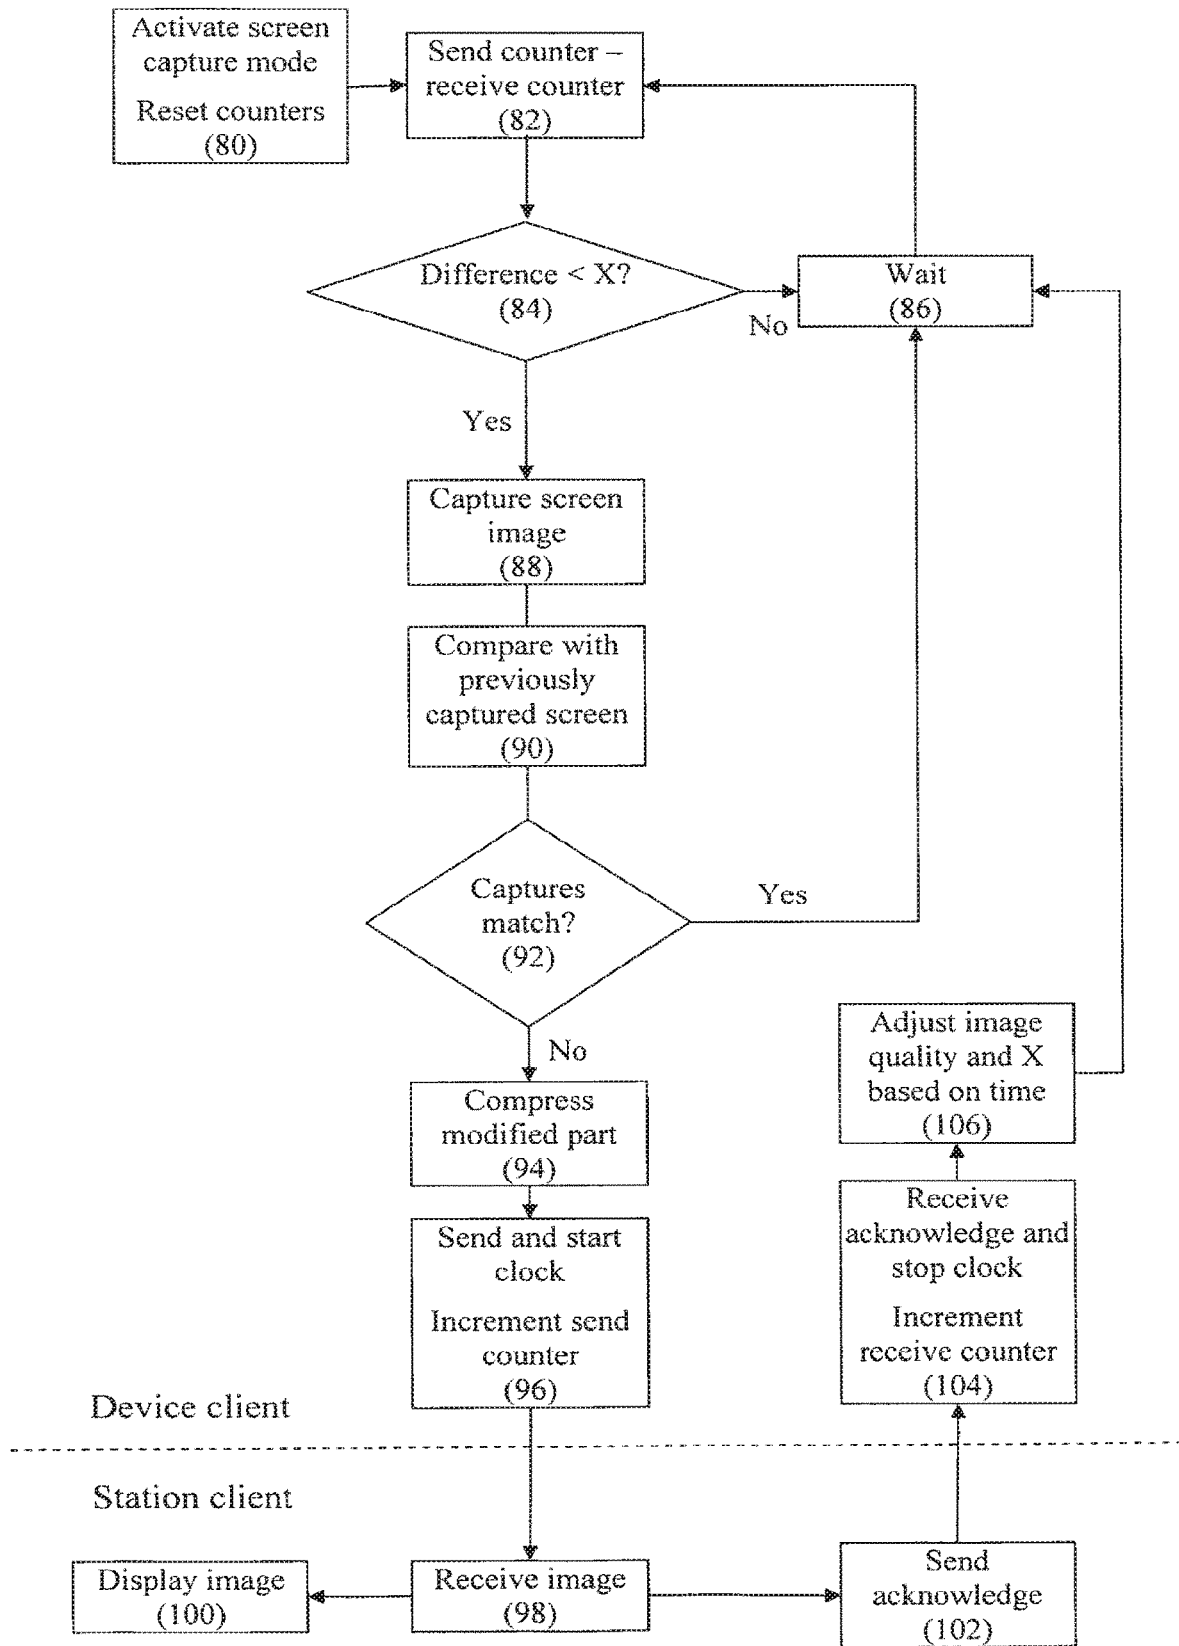 Activate screen
capture mode
Reset counters
(80)
Send counter –
receive counter
(82)
Difference < X?
(84)
No
Wait
(86)
Yes
Capture screen
image
(88)
Compare with
previously
captured screen
(90)
Captures
match?
(92)
Yes
No
Compress
modified part
(94)
Send and start
clock
Increment send
counter
(96)
Adjust image
quality and X
based on time
(106)
Receive
acknowledge and
stop clock
Increment
receive counter
(104)
Device client
Station client
Display image
(100)
Receive image
(98)
Send
acknowledge
(102)